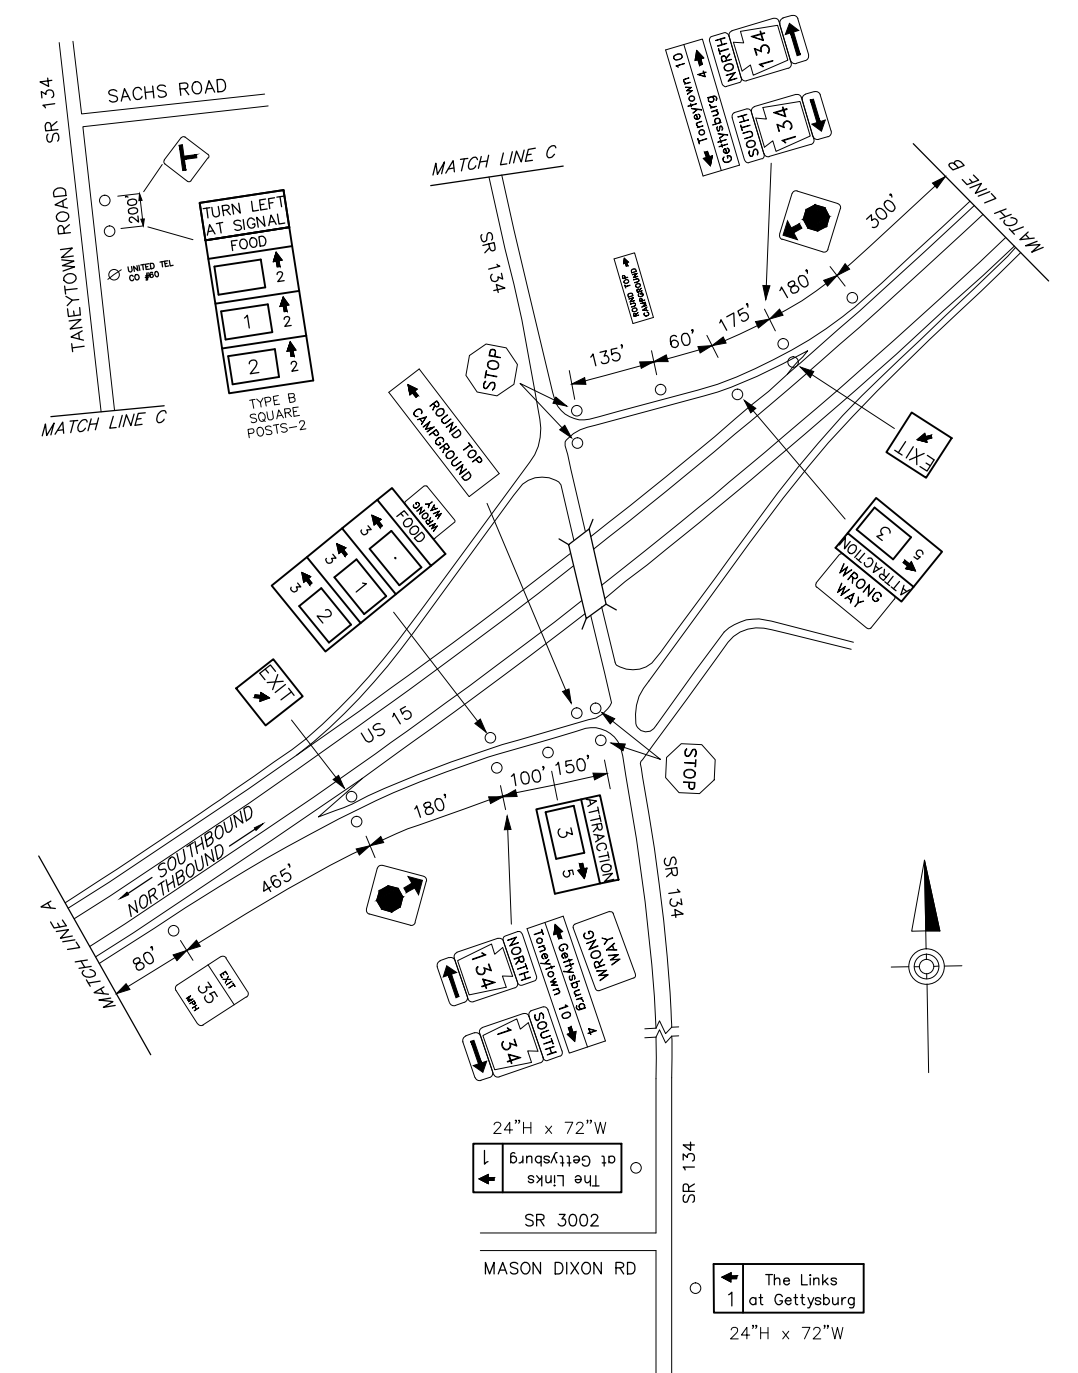 SR 134
SACHS ROAD
TANEYTOWN ROAD
200'
UNITED TEL
CO #60
TURN LEFT
AT SIGNAL
FOOD
2
1
2
2
2
TYPE B
SQUARE
POSTS-2
MATCH LINE C
MATCH LINE C
SR 134
Toneytown 10
Gettysburg 4
NORTH
134
SOUTH
134
MATCH LINE B
300'
180'
175'
60'
135'
ROUND TOP
CAMPGROUND
STOP
ROUND TOP
CAMPGROUND
EXIT
3
5
ATTRACTION
WRONG
WAY
WRONG
WAY
FOOD
3
3
1
3
2
EXIT
US 15
SOUTHBOUND
NORTHBOUND
STOP
100'
150'
180'
465'
80'
MATCH LINE A
EXIT
35
MPH
ATTRACTION
3
5
SR 134
NORTH
134
SOUTH
134
Gettysburg 4
Toneytown 10
WRONG
WAY
24"H x 72"W
The Links
at Gettysburg
1
SR 134
SR 3002
MASON DIXON RD
The Links
at Gettysburg
1
24"H x 72"W